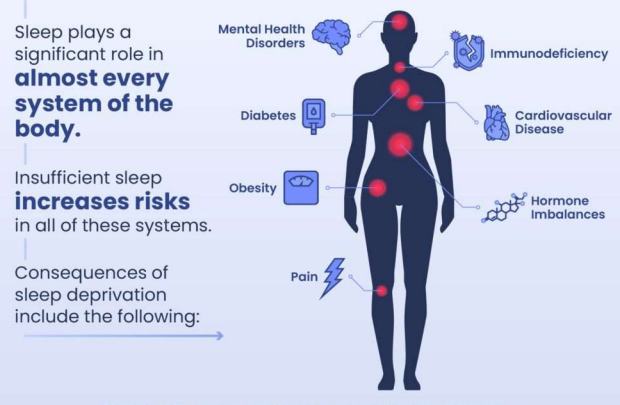 Sleep plays a
significant role in
almost every
system of the
body.
Insufficient sleep
increases risks
in all of these systems.
Consequences of
sleep deprivation
include the following:
Mental Health
Disorders
Immunodeficiency
Diabetes
Cardiovascular
Disease
Obesity
Hormone
Imbalances
Pain